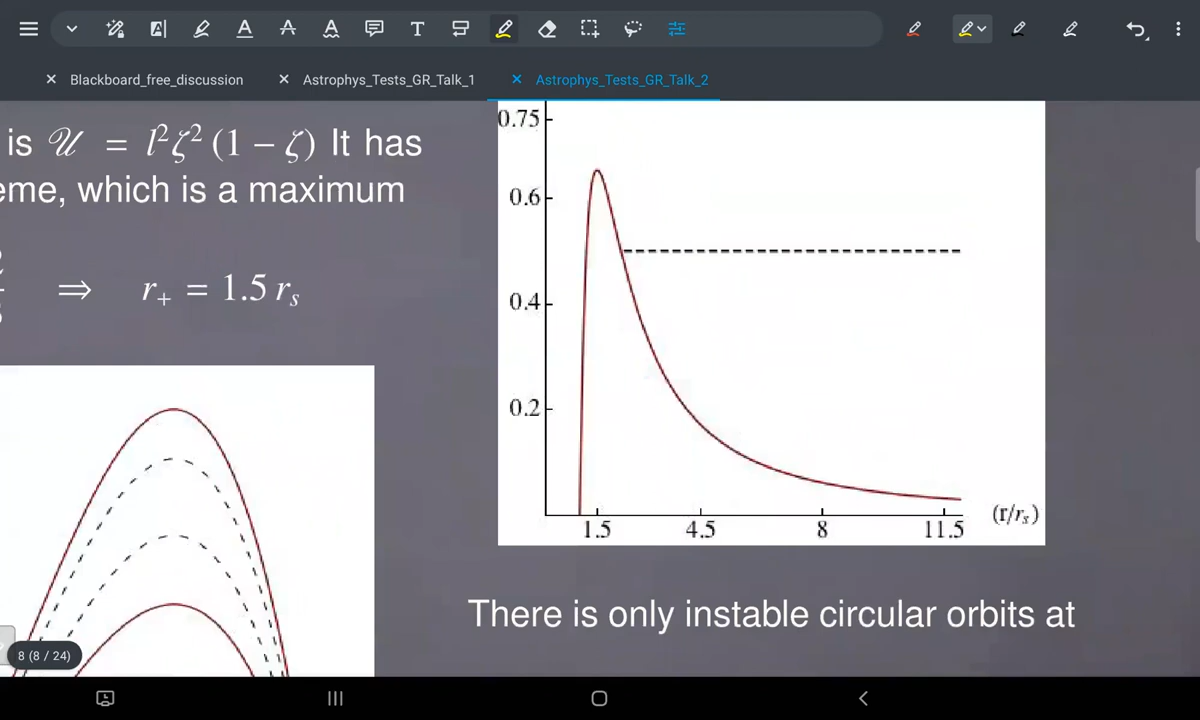 Blackboard_free_discussion
Astrophys_Tests_GR_Talk_1
Astrophys_Tests_GR_Talk_2
is 𝒰 = l²ζ² (1 − ζ) It has
eme, which is a maximum
⇒ r₊ = 1.5 rₛ
0.75
0.6
0.4
0.2
1.5 4.5 8 11.5 (r/rₛ)
There is only instable circular orbits at
8 (8 / 24)